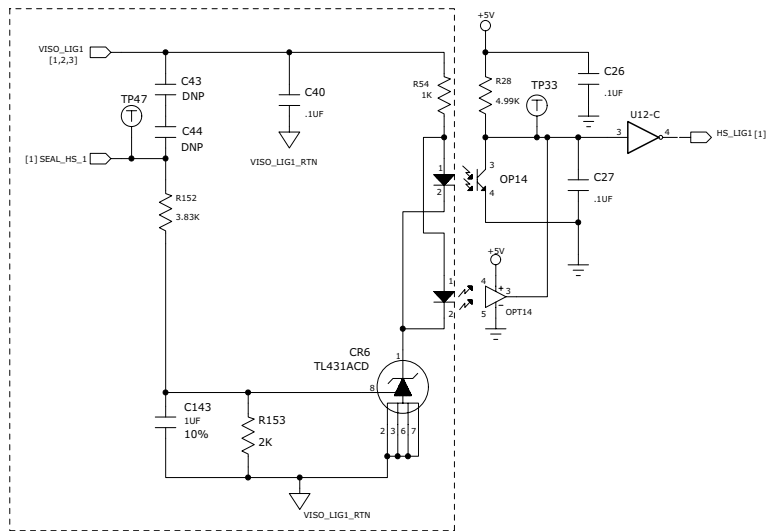 VISO_LIG1
[1,2,3]
C43
DNP
TP47
C44
DNP
[1] SEAL_HS_1
C40
.1UF
VISO_LIG1_RTN
R54
1K
R152
3.83K
1
2
1
2
CR6
TL431ACD
1
8
2 3 6 7
C143
1UF
10%
R153
2K
VISO_LIG1_RTN
+5V
R28
4.99K
TP33
C26
.1UF
U12-C
3 4
HS_LIG1 [1]
3
4
OP14
C27
.1UF
+5V
4
3
5
OPT14